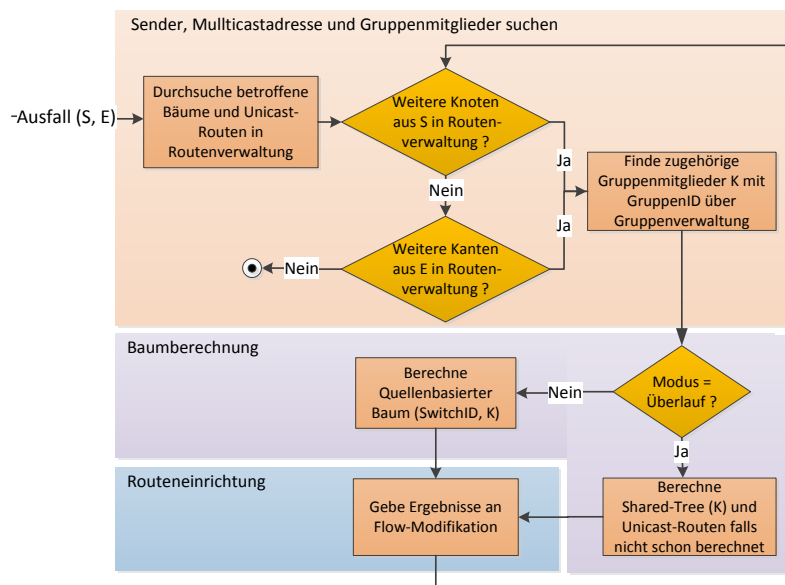 Sender, Mullticastadresse und Gruppenmitglieder suchen
Ausfall (S, E)
Durchsuche betroffene
Bäume und Unicast-
Routen in
Routenverwaltung
Weitere Knoten
aus S in Routen-
verwaltung ?
Ja
Nein
Finde zugehörige
Gruppenmitglieder K mit
GruppenID über
Gruppenverwaltung
Weitere Kanten
aus E in Routen-
verwaltung ?
Ja
Nein
Baumberechnung
Modus =
Überlauf ?
Nein
Ja
Berechne
Quellenbasierter
Baum (SwitchID, K)
Berechne
Shared-Tree (K) und
Unicast-Routen falls
nicht schon berechnet
Routeneinrichtung
Gebe Ergebnisse an
Flow-Modifikation